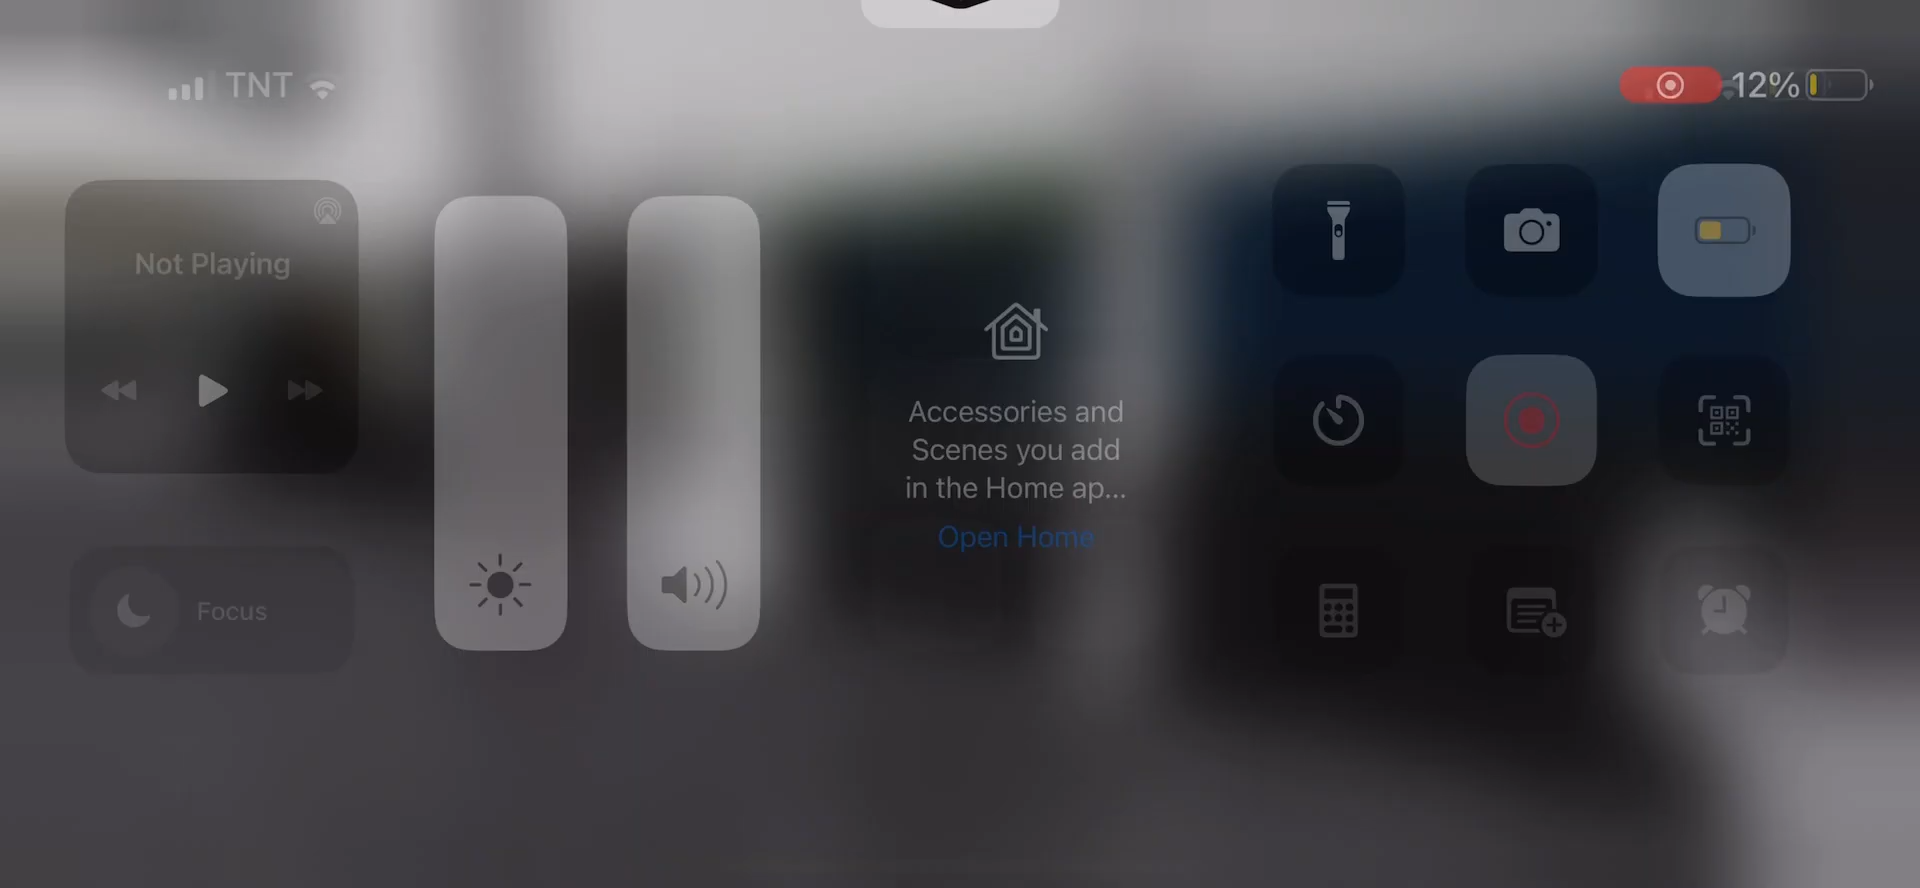 TNT
12%
Not Playing
Focus
Accessories and
Scenes you add
in the Home ap...
Open Home